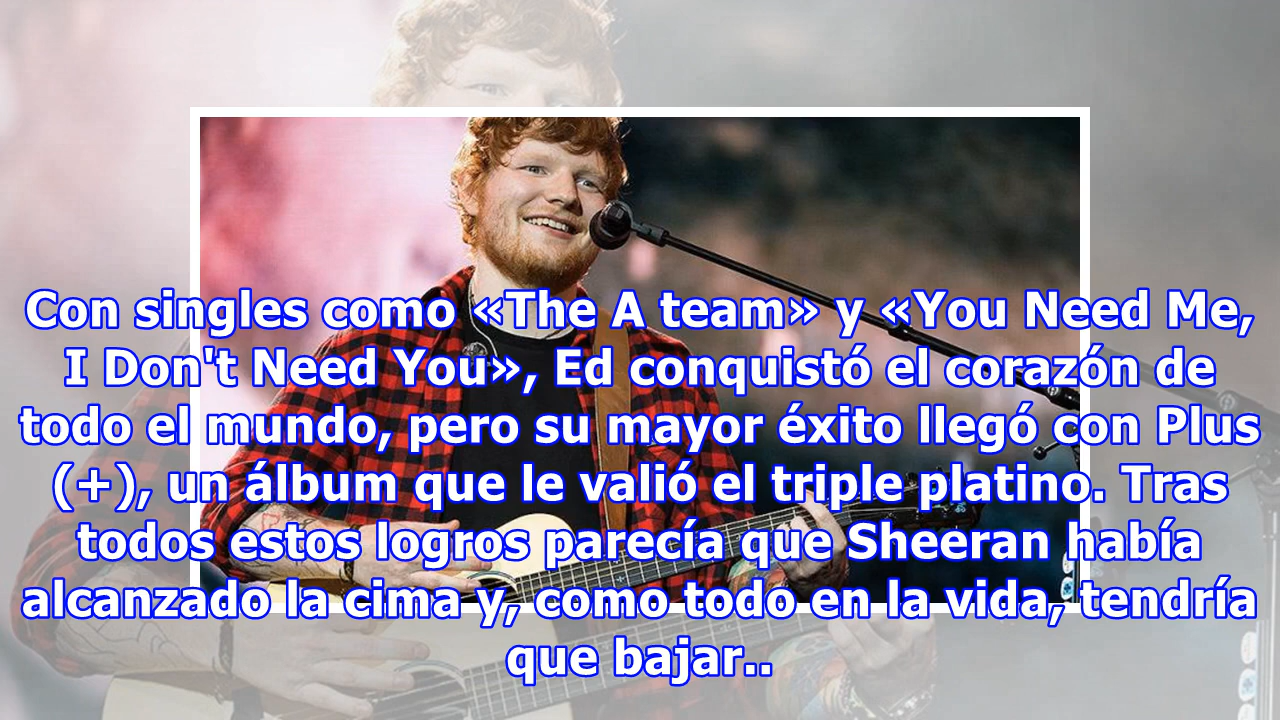 Con singles como «The A team» y «You Need Me,
I Don't Need You», Ed conquistó el corazón de
todo el mundo, pero su mayor éxito llegó con Plus
(+), un álbum que le valió el triple platino. Tras
todos estos logros parecía que Sheeran había
alcanzado la cima y, como todo en la vida, tendría
que bajar..